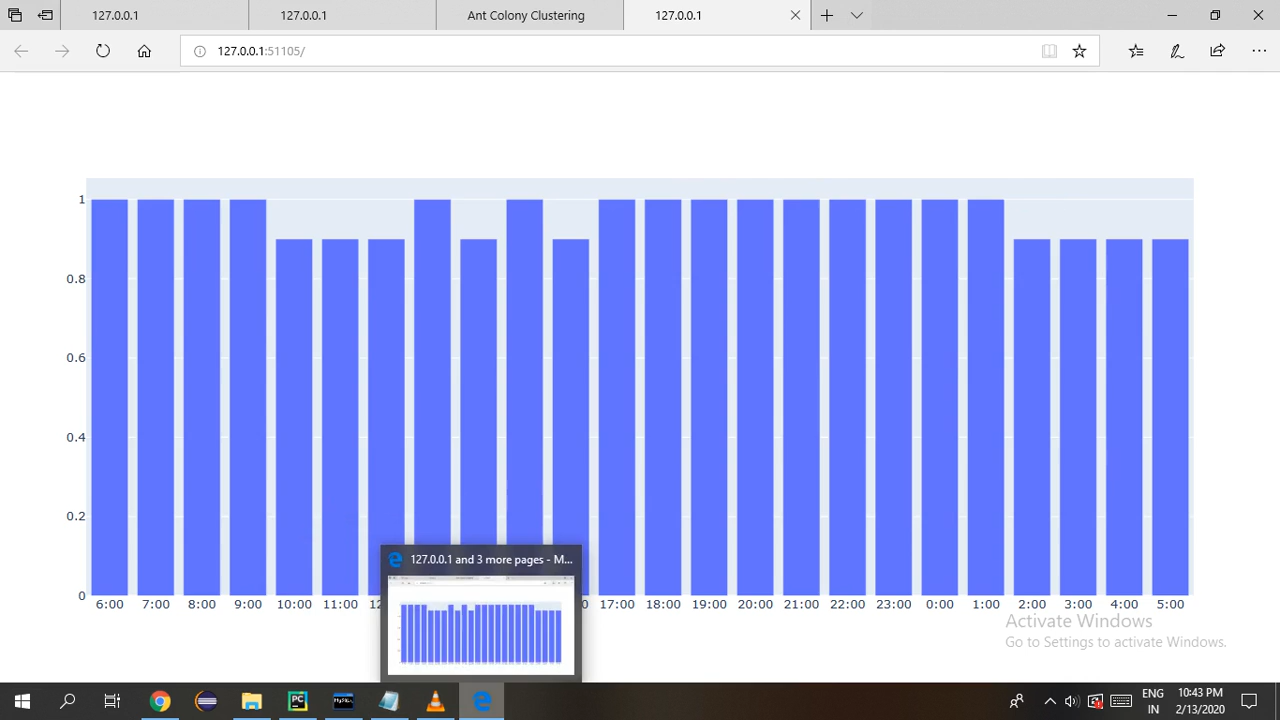 127.0.0.1
127.0.0.1
Ant Colony Clustering
127.0.0.1
127.0.0.1:51105/
1
0.8
0.6
0.4
0.2
0
6:00 7:00 8:00 9:00 10:00 11:00 17:00 18:00 19:00 20:00 21:00 22:00 23:00 0:00 1:00 2:00 3:00 4:00 5:00
127.0.0.1 and 3 more pages - M...
Activate Windows
Go to Settings to activate Windows.
PC
MySQL
ENG
IN
10:43 PM
2/13/2020